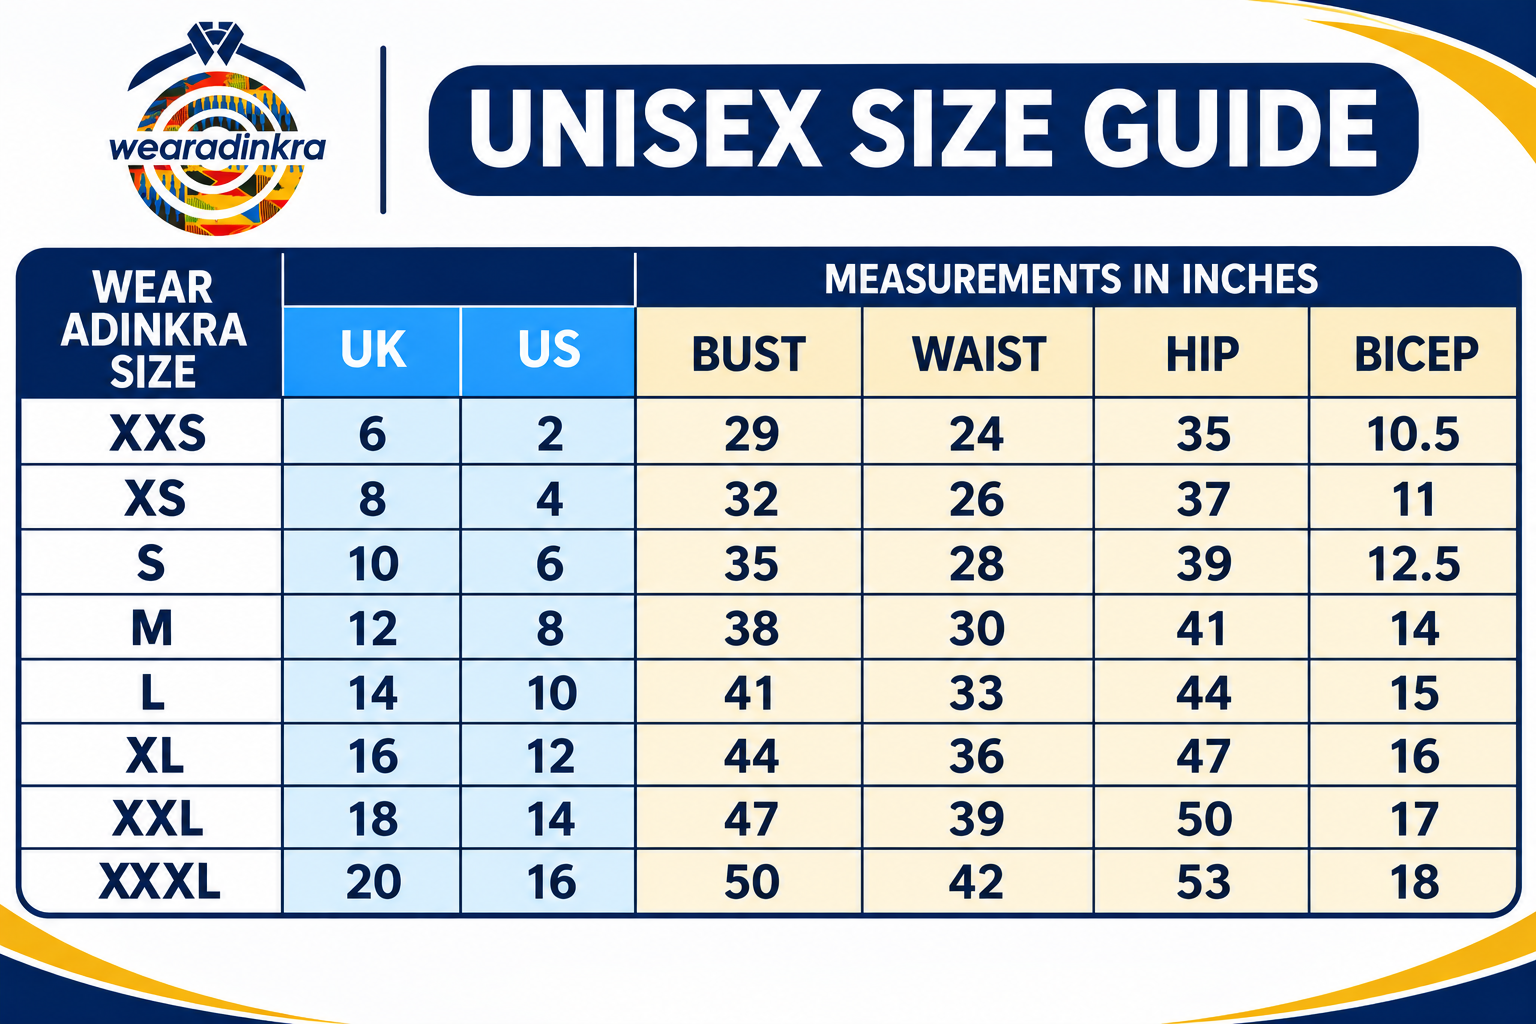 wearadinkra
UNISEX SIZE GUIDE
WEAR
ADINKRA
SIZE
MEASUREMENTS IN INCHES
UK US BUST WAIST HIP BICEP
XXS 6 2 29 24 35 10.5
XS 8 4 32 26 37 11
S 10 6 35 28 39 12.5
M 12 8 38 30 41 14
L 14 10 41 33 44 15
XL 16 12 44 36 47 16
XXL 18 14 47 39 50 17
XXXL 20 16 50 42 53 18